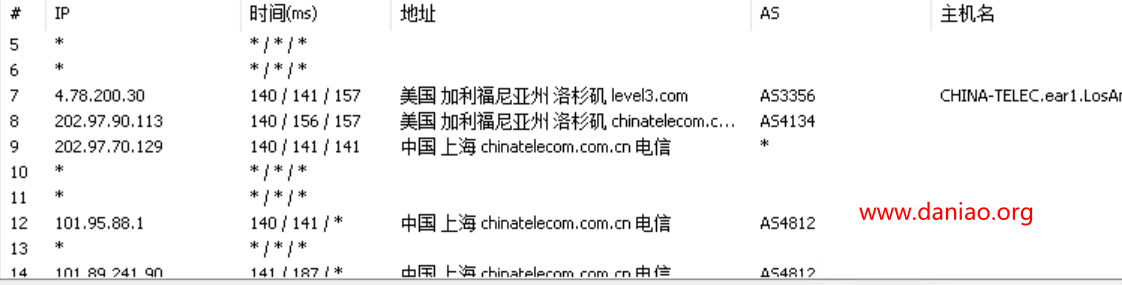 # IP 时间(ms) 地址 AS 主机名
5 * * / * / *
6 * * / * / *
7 4.78.200.30 140 / 141 / 157 美国 加利福尼亚州 洛杉矶 level3.com AS3356 CHINA-TELEC.ear1.LosAr
8 202.97.90.113 140 / 156 / 157 美国 加利福尼亚州 洛杉矶 chinatelecom.c... AS4134
9 202.97.70.129 140 / 141 / 141 中国 上海 chinatelecom.com.cn 电信 *
10 * * / * / *
11 * * / * / *
12 101.95.88.1 140 / 141 / * 中国 上海 chinatelecom.com.cn 电信 AS4812
www.daniao.org
13 * * / * / *
14 101.89.241.90 141 / 187 / * 中国 上海 chinatelecom.com.cn 电信 AS4812